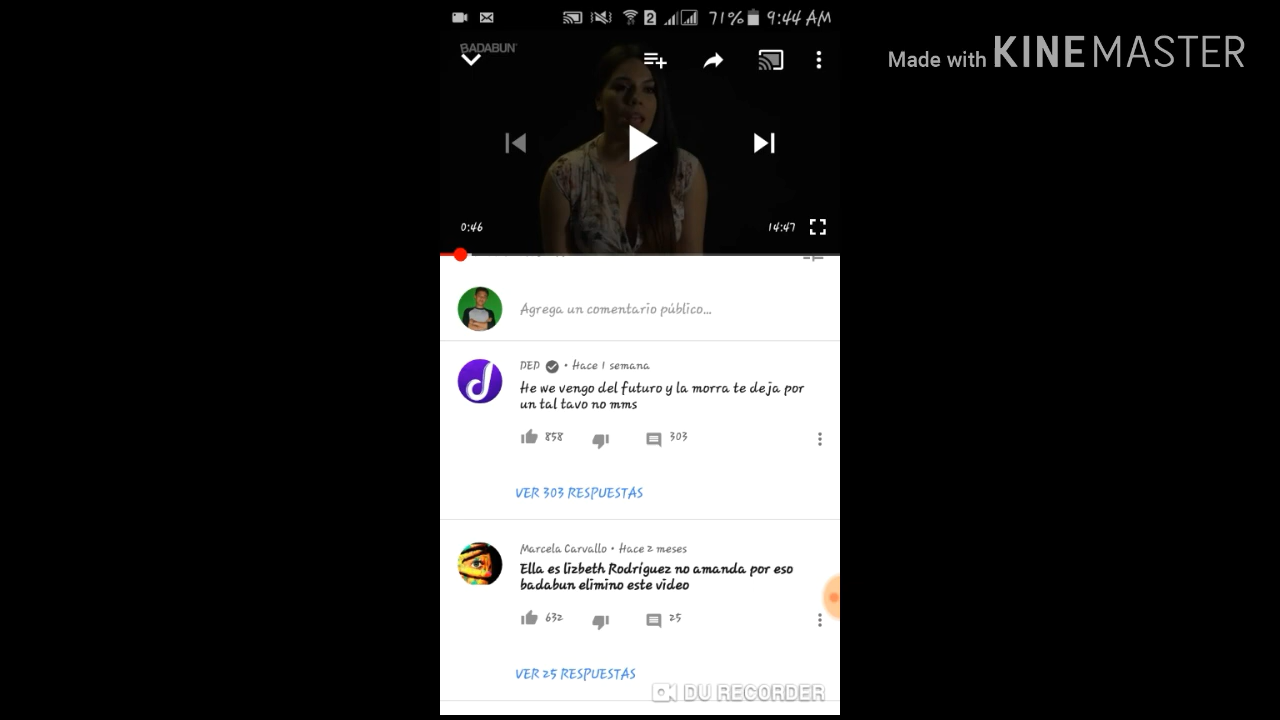 2 71% 9:44 AM
BADABUN
Made with KINEMASTER
0:46
14:47
Agrega un comentario público...
DED • Hace 1 semana
He we vengo del futuro y la morra te deja por
un tal tavo no mms
858 303
VER 303 RESPUESTAS
Marcela Carvallo • Hace 2 meses
Ella es lizbeth Rodríguez no amanda por eso
badabun elimino este video
632 25
VER 25 RESPUESTAS
DU RECORDER